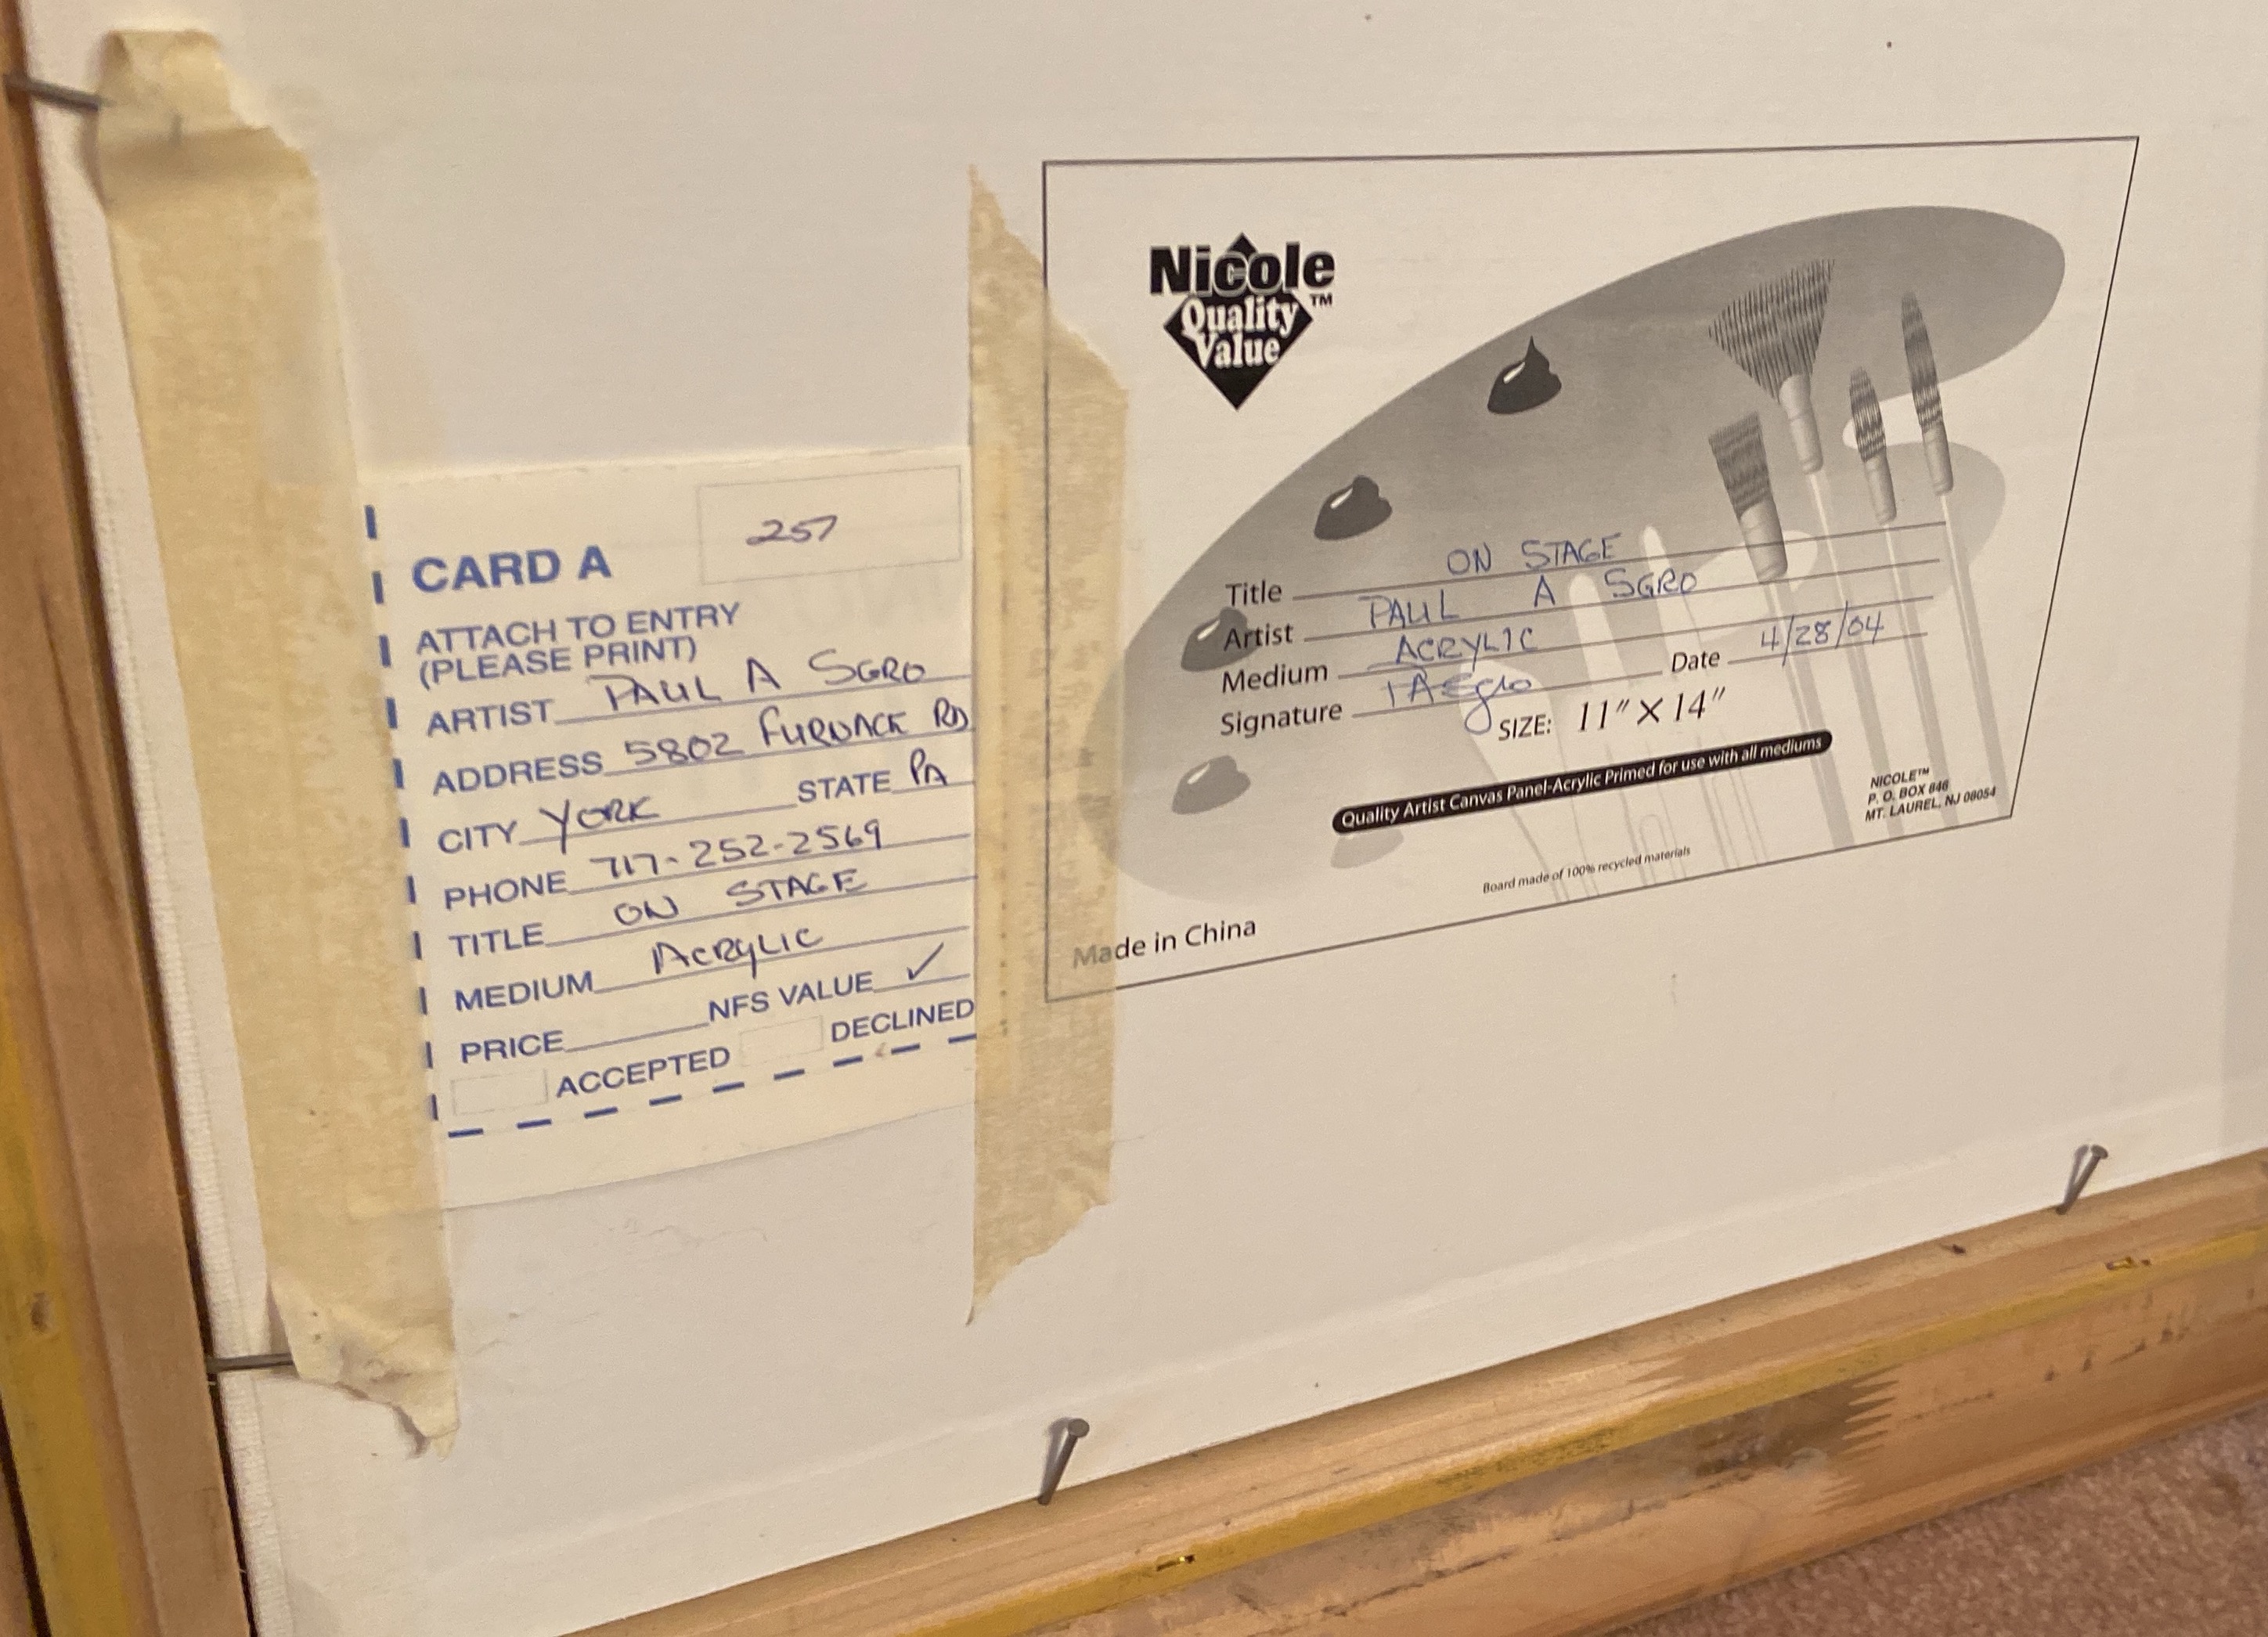 257
CARD A
ATTACH TO ENTRY
(PLEASE PRINT)
ARTIST PAUL A SGRO
ADDRESS 5802 FURNACE RD
CITY YORK STATE PA
PHONE 717-252-2569
TITLE ON STAGE
MEDIUM ACRYLIC
PRICE NFS VALUE ✓
ACCEPTED DECLINED
Nicole™
Quality
Value
Title ON STAGE
Artist PAUL A SGRO
Medium ACRYLIC Date 4/28/04
Signature PASgro
SIZE: 11" X 14"
Quality Artist Canvas Panel-Acrylic Primed for use with all mediums
NICOLE™
P. O. BOX 846
MT. LAUREL, NJ 08054
Board made of 100% recycled materials
Made in China